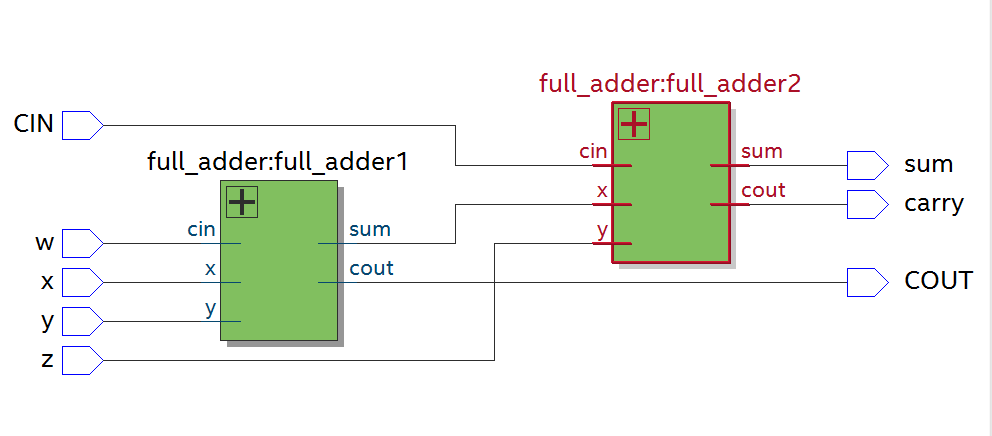 full_adder:full_adder2
CIN
cin
sum
sum
full_adder:full_adder1
x
cout
carry
w
cin
sum
y
x
x
cout
COUT
y
y
z